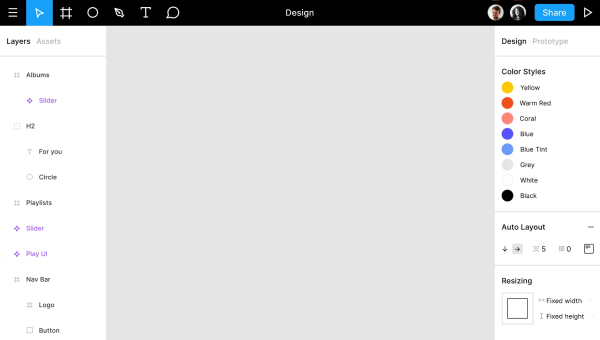 Design
Share
Layers Assets
Albums
Slider
H2
For you
Circle
Playlists
Slider
Play UI
Nav Bar
Logo
Button
Design Prototype
Color Styles
Yellow
Warm Red
Coral
Blue
Blue Tint
Grey
White
Black
Auto Layout
5 0
Resizing
Fixed width
Fixed height